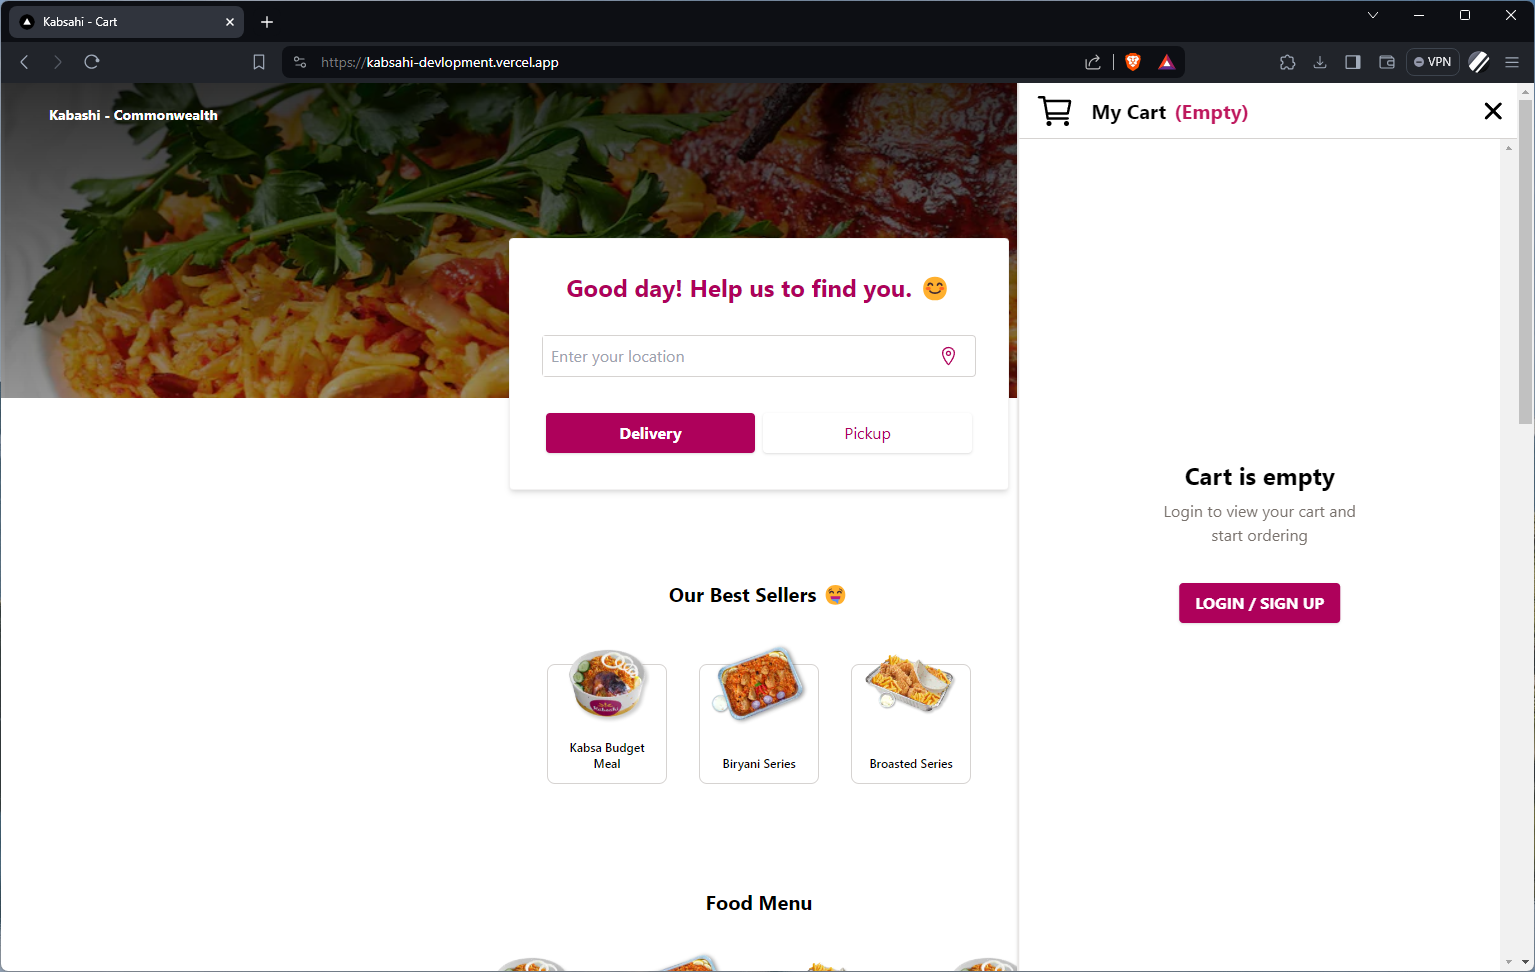 Kabsahi - Cart
https://kabsahi-devlopment.vercel.app
VPN
Kabashi - Commonwealth
My Cart (Empty)
Good day! Help us to find you. 😊
Enter your location
Delivery
Pickup
Cart is empty
Login to view your cart and
start ordering
LOGIN / SIGN UP
Our Best Sellers 😝
Kabsa Budget
Meal
Biryani Series
Broasted Series
Food Menu